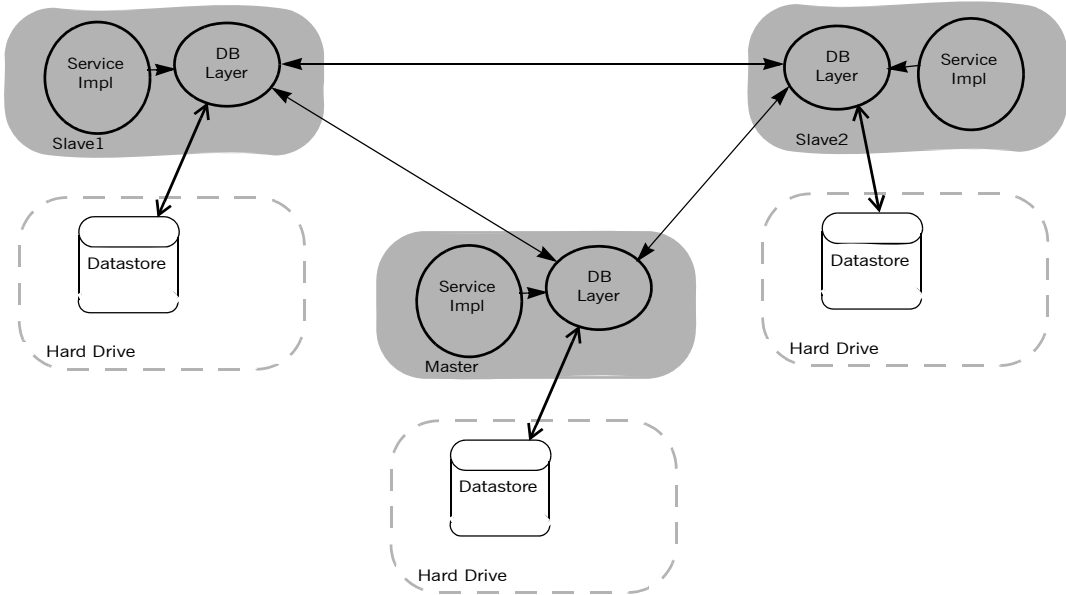 Service
Impl
DB
Layer
Slave1
DB
Layer
Service
Impl
Slave2
Datastore
Hard Drive
Datastore
Hard Drive
Service
Impl
DB
Layer
Master
Datastore
Hard Drive